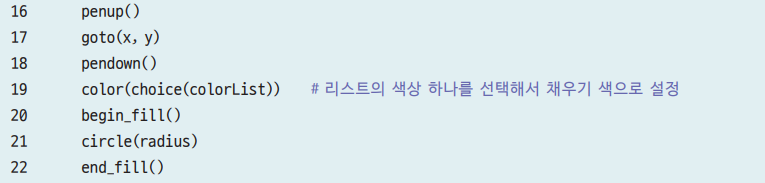 16 penup()
17 goto(x, y)
18 pendown()
19 color(choice(colorList)) # 리스트의 색상 하나를 선택해서 채우기 색으로 설정
20 begin_fill()
21 circle(radius)
22 end_fill()